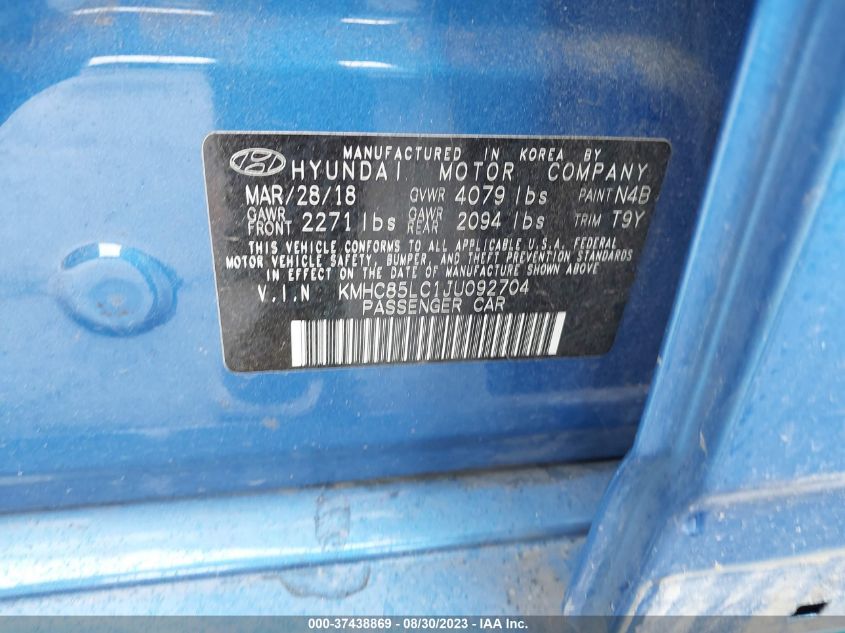 MANUFACTURED IN KOREA BY
HYUNDAI MOTOR COMPANY
MAR/28/18 GVWR 4079 lbs PAINT N4B
GAWR FRONT 2271 lbs GAWR REAR 2094 lbs TRIM T9Y
THIS VEHICLE CONFORMS TO ALL APPLICABLE U.S.A. FEDERAL
MOTOR VEHICLE SAFETY, BUMPER, AND THEFT PREVENTION STANDARDS
IN EFFECT ON THE DATE OF MANUFACTURE SHOWN ABOVE
V.I.N KMHC85LC1JU092704
PASSENGER CAR
000-37438869 - 08/30/2023 - IAA Inc.